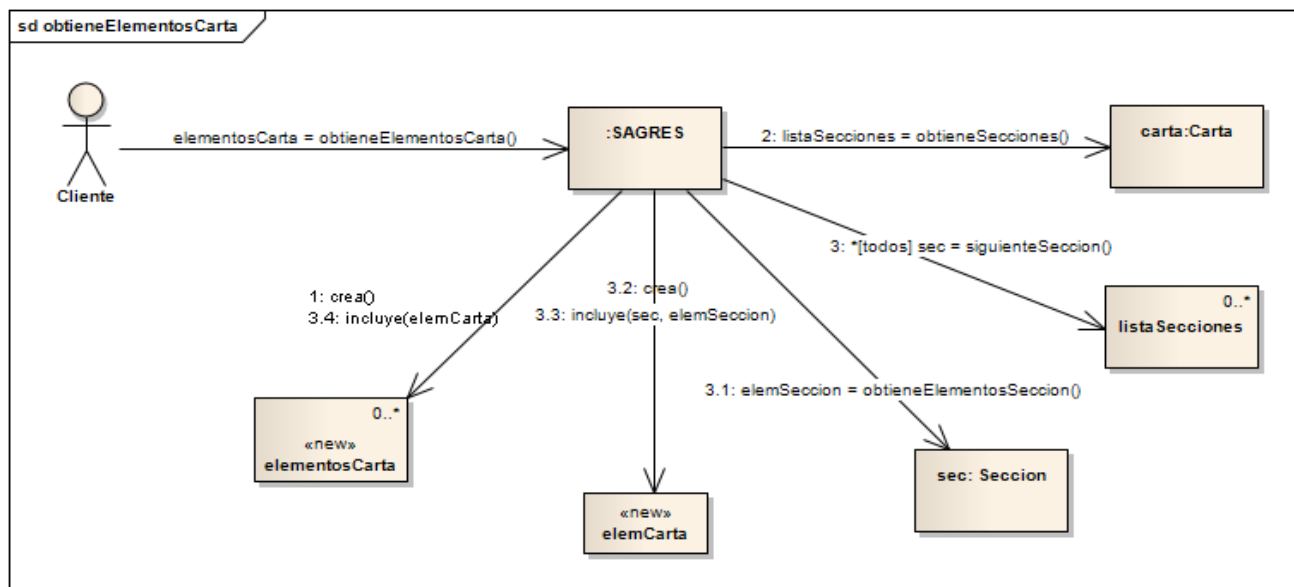 sd obtieneElementosCarta
Cliente
elementosCarta = obtieneElementosCarta()
:SAGRES
2: listaSecciones = obtieneSecciones()
carta:Carta
3: *[todos] sec = siguienteSeccion()
0..*
listaSecciones
1: crea()
3.4: incluye(elemCarta)
3.2: crea()
3.3: incluye(sec, elemSeccion)
3.1: elemSeccion = obtieneElementosSeccion()
0..*
«new»
elementosCarta
sec: Seccion
«new»
elemCarta